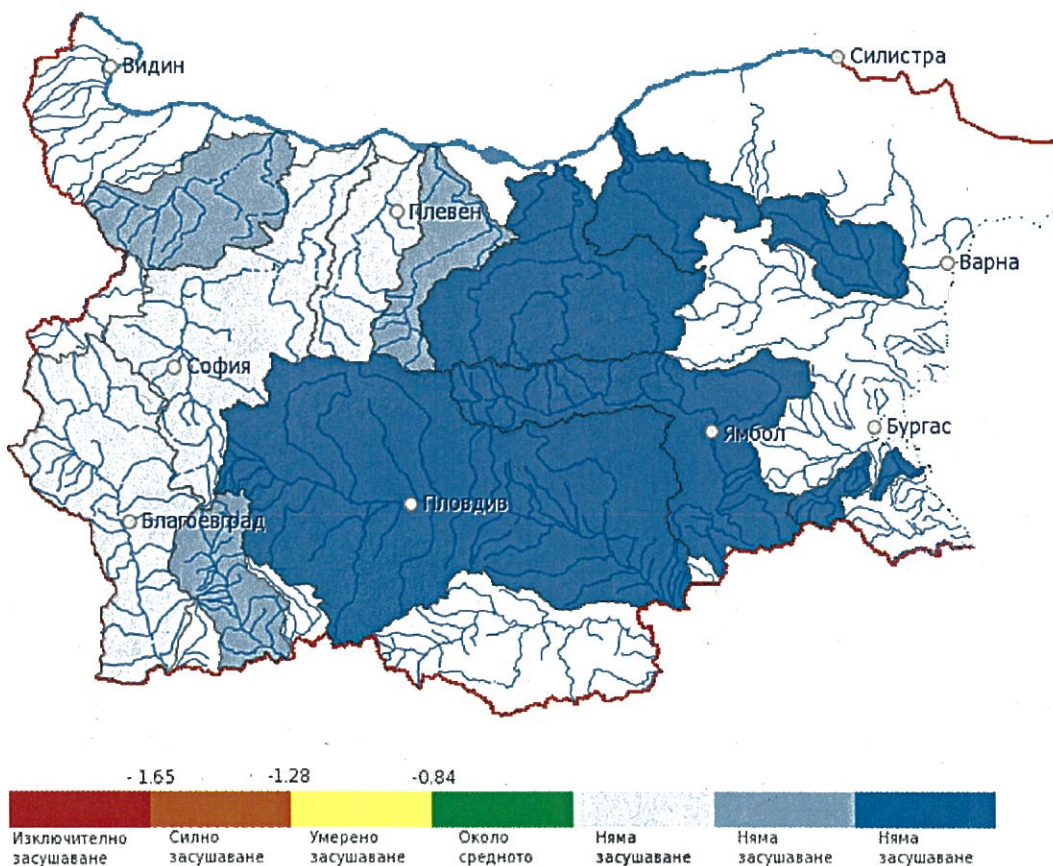 Силистра
Видин
Плевен
Варна
София
Ямбол
Бургас
Пловдив
Благоевград
- 1.65 -1.28 -0.84
Изключително Силно Умерено Около Няма Няма Няма
засушаване засушаване засушаване средното засушаване засушаване засушаване